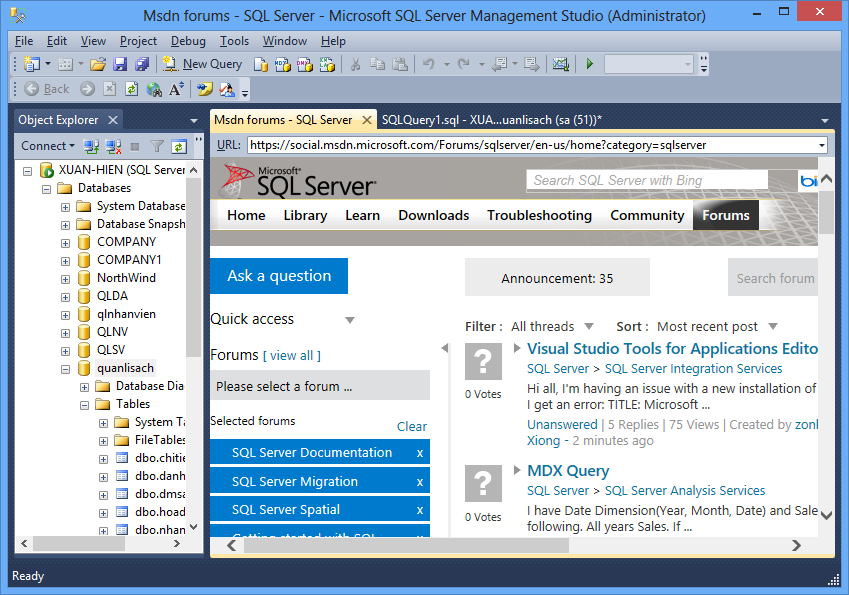 Msdn forums - SQL Server - Microsoft SQL Server Management Studio (Administrator)
File Edit View Project Debug Tools Window Help
New Query
Back
Object Explorer
Msdn forums - SQL Server
SQLQuery1.sql - XUA...uanlisach (sa (51))*
Connect
URL: https://social.msdn.microsoft.com/Forums/sqlserver/en-us/home?category=sqlserver
XUAN-HIEN (SQL Server
Databases
System Database
Database Snapsh
COMPANY
COMPANY1
NorthWind
QLDA
qlnhanvien
QLNV
QLSV
quanlisach
Database Dia
Tables
System Ta
FileTables
dbo.chitie
dbo.danh
dbo.dmsa
dbo.hoad
dbo.nhan
Microsoft
SQL Server
Search SQL Server with Bing
bi
Home Library Learn Downloads Troubleshooting Community Forums
Ask a question
Announcement: 35
Search forum
Quick access
Filter : All threads Sort : Most recent post
Forums [ view all ]
Please select a forum ...
Selected forums
Clear
SQL Server Documentation x
SQL Server Migration x
SQL Server Spatial x
Getting started with SQL x
?
0 Votes
Visual Studio Tools for Applications Edito
SQL Server > SQL Server Integration Services
Hi all, I'm having an issue with a new installation of
I get an error: TITLE: Microsoft ...
Unanswered | 5 Replies | 75 Views | Created by zonk
Xiong - 2 minutes ago
?
0 Votes
MDX Query
SQL Server > SQL Server Analysis Services
I have Date Dimension(Year, Month, Date) and Sale
following. All years Sales. If ...
Ready